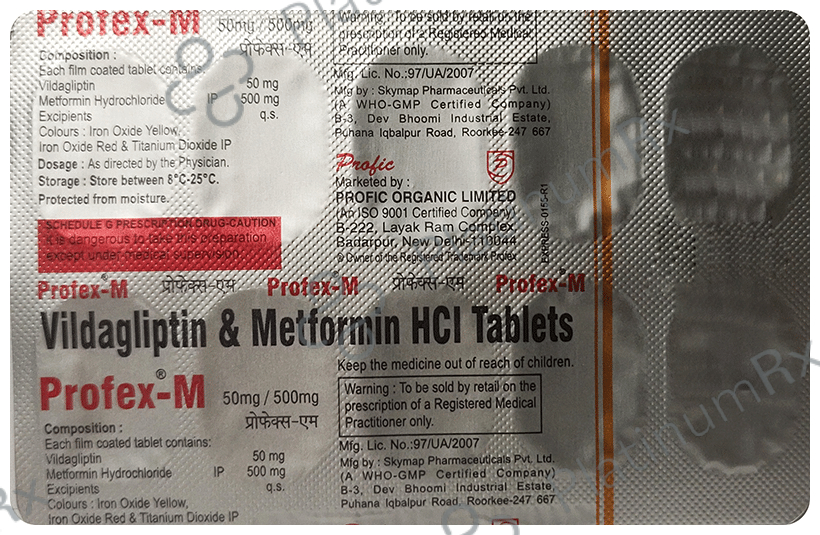 Profex-M 50mg / 500mg
प्रोफेक्स-एम
Composition :
Each film coated tablet contains:
Vildagliptin 50 mg
Metformin Hydrochloride IP 500 mg
Excipients q.s.
Colours : Iron Oxide Yellow,
Iron Oxide Red & Titanium Dioxide IP
Dosage : As directed by the Physician.
Storage : Store between 8°C-25°C.
Protected from moisture.
SCHEDULE G PRESCRIPTION DRUG-CAUTION
It is dangerous to take this preparation
except under medical supervision
Warning : To be sold by retail on the
prescription of a Registered Medical
Practitioner only.
Mfg. Lic. No.:97/UA/2007
Mfg by : Skymap Pharmaceuticals Pvt. Ltd.
(A WHO-GMP Certified Company)
B-3, Dev Bhoomi Industrial Estate,
Puhana Iqbalpur Road, Roorkee-247 667
Profic
Marketed by :
PROFIC ORGANIC LIMITED
(An ISO 9001 Certified Company)
B-222, Layak Ram Complex,
Badarpur, New Delhi-110044
® Owner of the Registered Trademark Profex
Profex®-M प्रोफेक्स-एम Profex®-M प्रोफेक्स-एम Profex®-M
Vildagliptin & Metformin HCl Tablets
Keep the medicine out of reach of children.
Profex®-M 50mg / 500mg
प्रोफेक्स-एम
Composition :
Each film coated tablet contains:
Vildagliptin 50 mg
Metformin Hydrochloride IP 500 mg
Excipients q.s.
Colours : Iron Oxide Yellow,
Iron Oxide Red & Titanium Dioxide IP
Warning : To be sold by retail on the
prescription of a Registered Medical
Practitioner only.
Mfg. Lic. No.:97/UA/2007
Mfg by : Skymap Pharmaceuticals Pvt. Ltd.
(A WHO-GMP Certified Company)
B-3, Dev Bhoomi Industrial Estate,
Puhana Iqbalpur Road, Roorkee-247 667
PlatinumRx